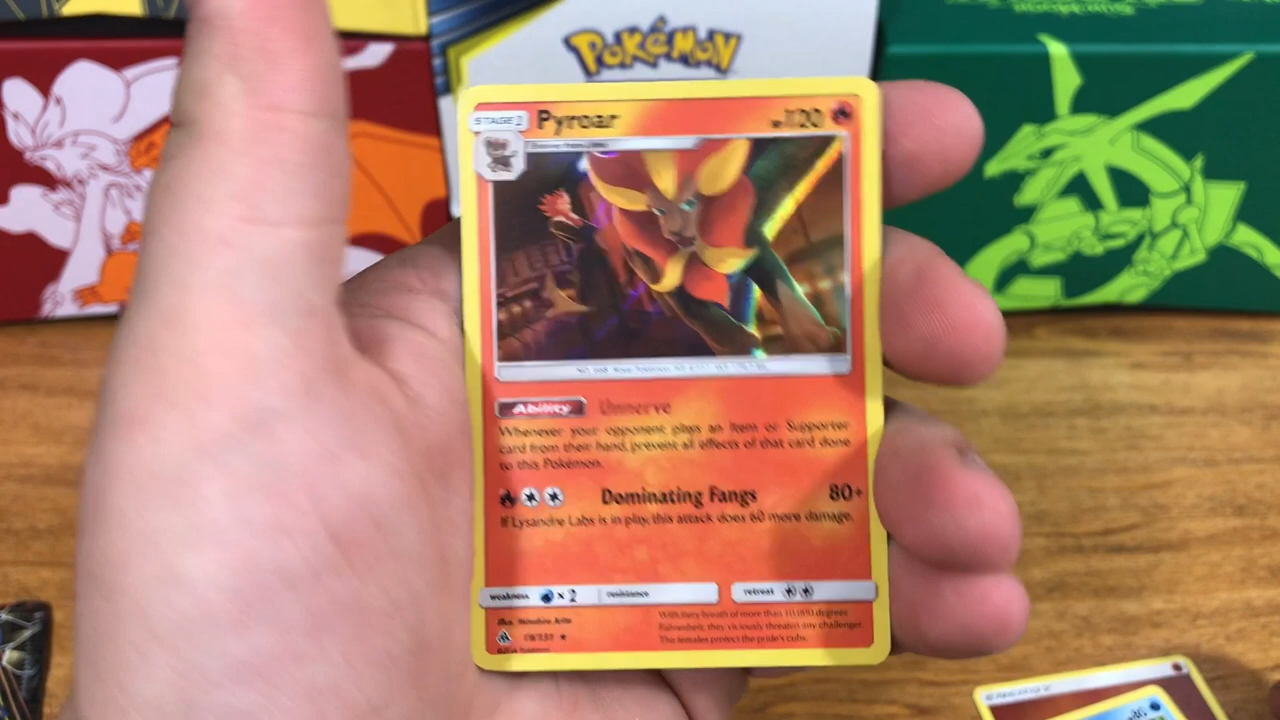 POKéMON
STAGE 1
Pyroar
HP 120
Ability Unnerve
Whenever your opponent plays an Item or Supporter
card from their hand, prevent all effects of that card done
to this Pokémon.
Dominating Fangs 80+
If Lysandre Labs is in play, this attack does 60 more damage.
weakness ×2 resistance retreat
With fiery breath of more than 10,000 degrees
Fahrenheit, they viciously threaten any challenger.
The females protect the pride's cubs.